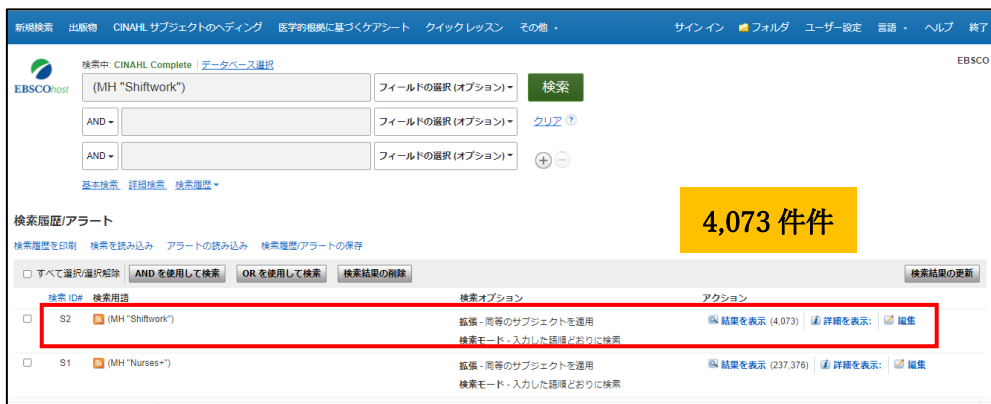 新規検索 出版物 CINAHL サブジェクトのヘディング 医学的根拠に基づくケアシート クイックレッスン その他 サインイン フォルダ ユーザー設定 言語 ヘルプ 終了
検索中: CINAHL Complete データベース選択 EBSCO
EBSCOhost
(MH "Shiftwork") フィールドの選択 (オプション) 検索
AND フィールドの選択 (オプション) クリア ?
AND フィールドの選択 (オプション) + −
基本検索 詳細検索 検索履歴
4,073 件件
検索履歴/アラート
検索履歴を印刷 検索を読み込み アラートの読み込み 検索履歴/アラートの保存
すべて選択/選択解除 AND を使用して検索 OR を使用して検索 検索結果の削除 検索結果の更新
検索 ID# 検索用語 検索オプション アクション
S2 (MH "Shiftwork") 拡張 - 同等のサブジェクトを適用 結果を表示 (4,073) 詳細を表示: 編集
検索モード - 入力した語順どおりに検索
S1 (MH "Nurses+") 拡張 - 同等のサブジェクトを適用 結果を表示 (237,376) 詳細を表示: 編集
検索モード - 入力した語順どおりに検索